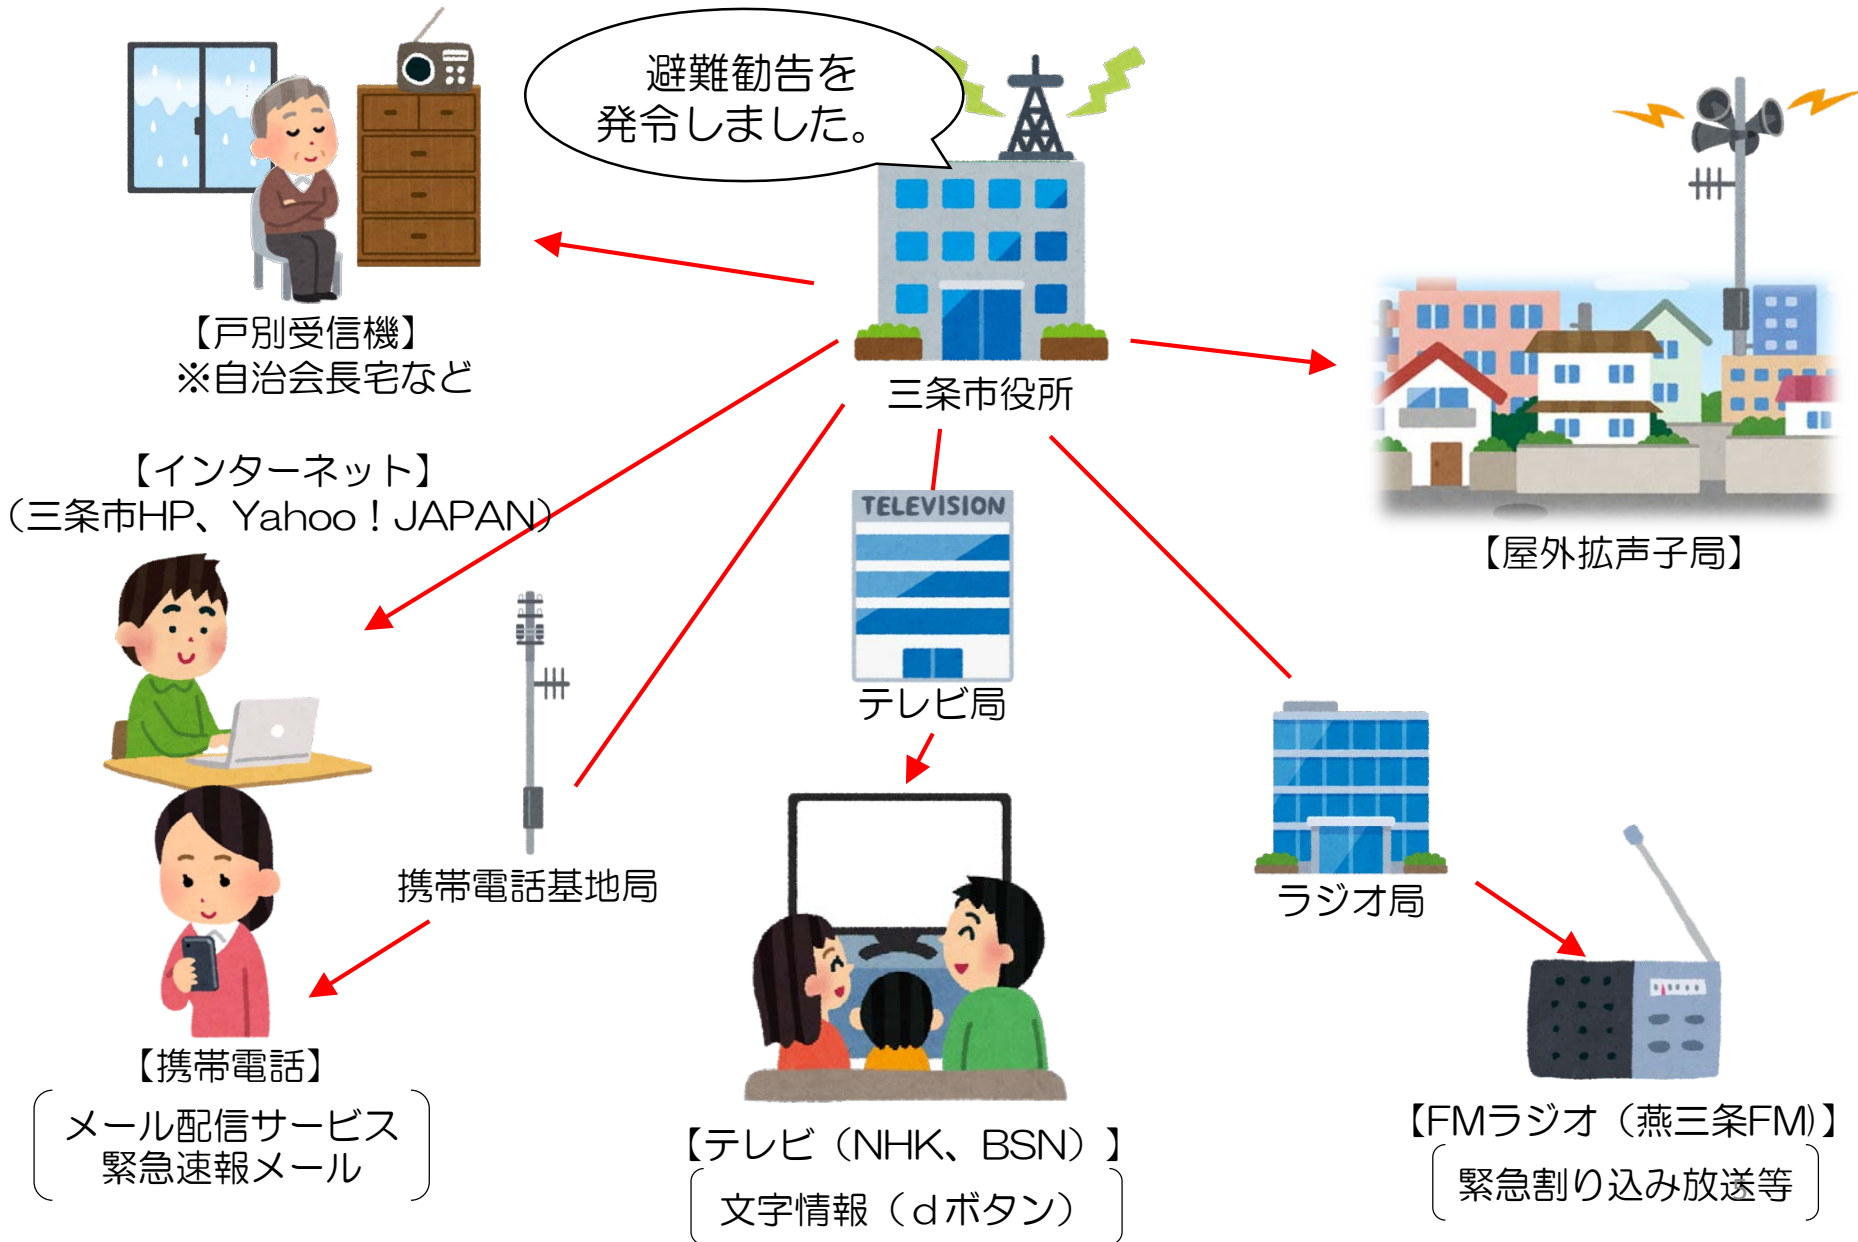 避難勧告を
発令しました。
【戸別受信機】
※自治会長宅など
三条市役所
【インターネット】
（三条市HP、Yahoo！JAPAN）
TELEVISION
テレビ局
【屋外拡声子局】
携帯電話基地局
ラジオ局
【携帯電話】
メール配信サービス
緊急速報メール
【テレビ（NHK、BSN）】
文字情報（ｄボタン）
【FMラジオ（燕三条FM)】
緊急割り込み放送等
5